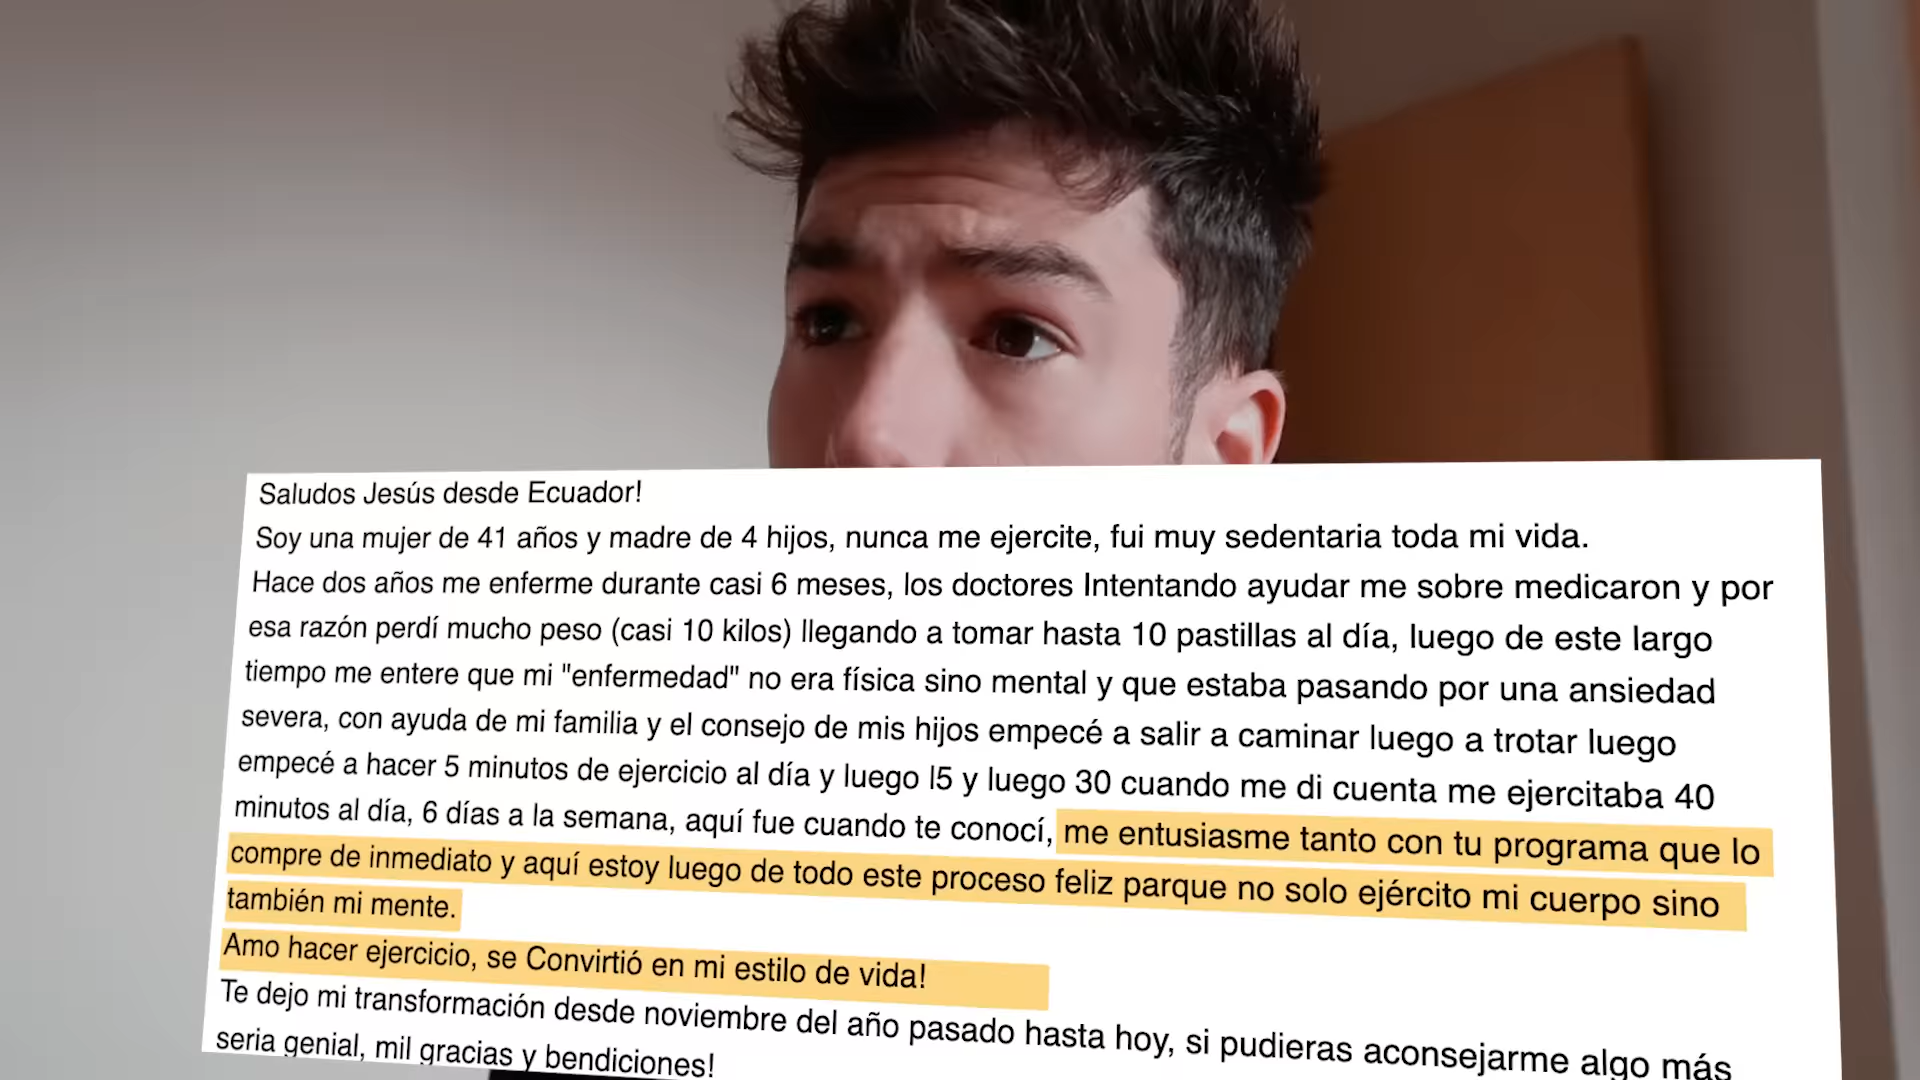 Saludos Jesús desde Ecuador!
Soy una mujer de 41 años y madre de 4 hijos, nunca me ejercite, fui muy sedentaria toda mi vida.
Hace dos años me enferme durante casi 6 meses, los doctores Intentando ayudar me sobre medicaron y por
esa razón perdí mucho peso (casi 10 kilos) llegando a tomar hasta 10 pastillas al día, luego de este largo
tiempo me entere que mi "enfermedad" no era física sino mental y que estaba pasando por una ansiedad
severa, con ayuda de mi familia y el consejo de mis hijos empecé a salir a caminar luego a trotar luego
empecé a hacer 5 minutos de ejercicio al día y luego l5 y luego 30 cuando me di cuenta me ejercitaba 40
minutos al día, 6 días a la semana, aquí fue cuando te conocí, me entusiasme tanto con tu programa que lo
compre de inmediato y aquí estoy luego de todo este proceso feliz parque no solo ejército mi cuerpo sino
también mi mente.
Amo hacer ejercicio, se Convirtió en mi estilo de vida!
Te dejo mi transformación desde noviembre del año pasado hasta hoy, si pudieras aconsejarme algo más
seria genial, mil gracias y bendiciones!